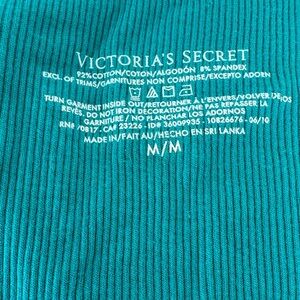 VICTORIA'S SECRET
92% COTTON/COTON/ALGODÓN 8% SPANDEX
EXCL. OF TRIMS/GARNITURES NON COMPRISE/EXCEPTO ADORN
TURN GARMENT INSIDE OUT/RETOURNER À L'ENVERS/VOLVER DE
REVÉS. DO NOT IRON DECORATION/NE PAS REPASSER LA
GARNITURE / NO PLANCHAR LOS ADORNOS
RN# 70817 - CA# 23226 - ID# 36009935 - 10826676 - 06/10
MADE IN/FAIT AU/HECHO EN SRI LANKA
M/M